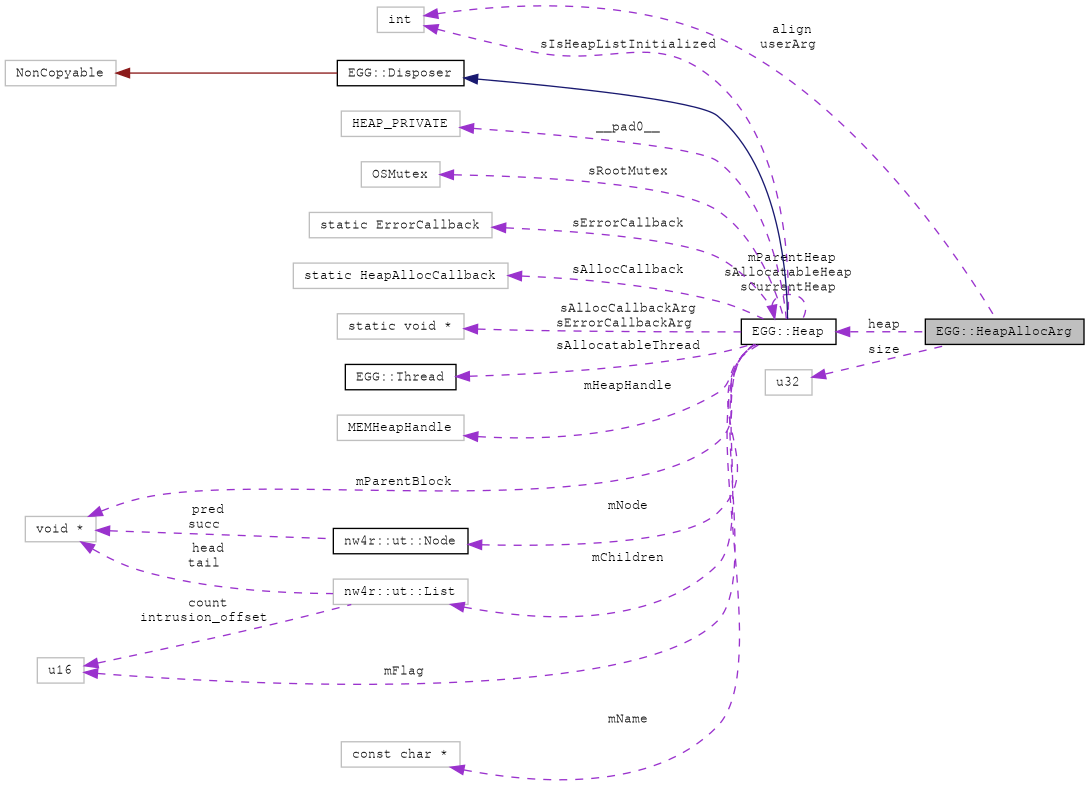 int
align
userArg
sIsHeapListInitialized
NonCopyable
EGG::Disposer
HEAP_PRIVATE
__pad0__
OSMutex
sRootMutex
static ErrorCallback
sErrorCallback
mParentHeap
sAllocatableHeap
sCurrentHeap
static HeapAllocCallback
sAllocCallback
static void *
sAllocCallbackArg
sErrorCallbackArg
EGG::Heap
heap
EGG::HeapAllocArg
size
u32
EGG::Thread
sAllocatableThread
mHeapHandle
MEMHeapHandle
mParentBlock
void *
pred
succ
nw4r::ut::Node
mNode
head
tail
nw4r::ut::List
mChildren
count
intrusion_offset
u16
mFlag
mName
const char *